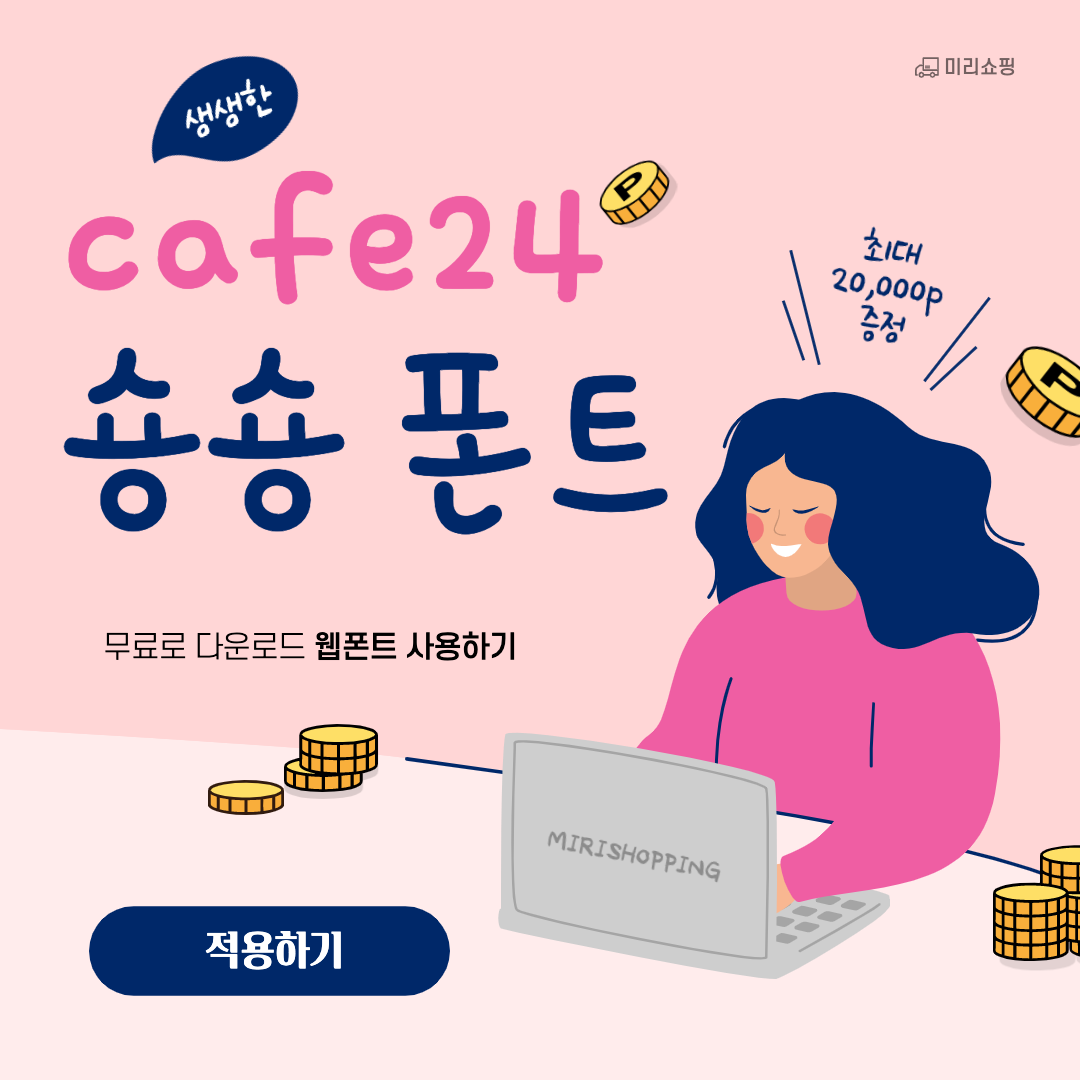 미리쇼핑
생생한
cafe24
숑숑 폰트
최대
20,000p
증정
무료로 다운로드 웹폰트 사용하기
MIRISHOPPING
적용하기
P
P